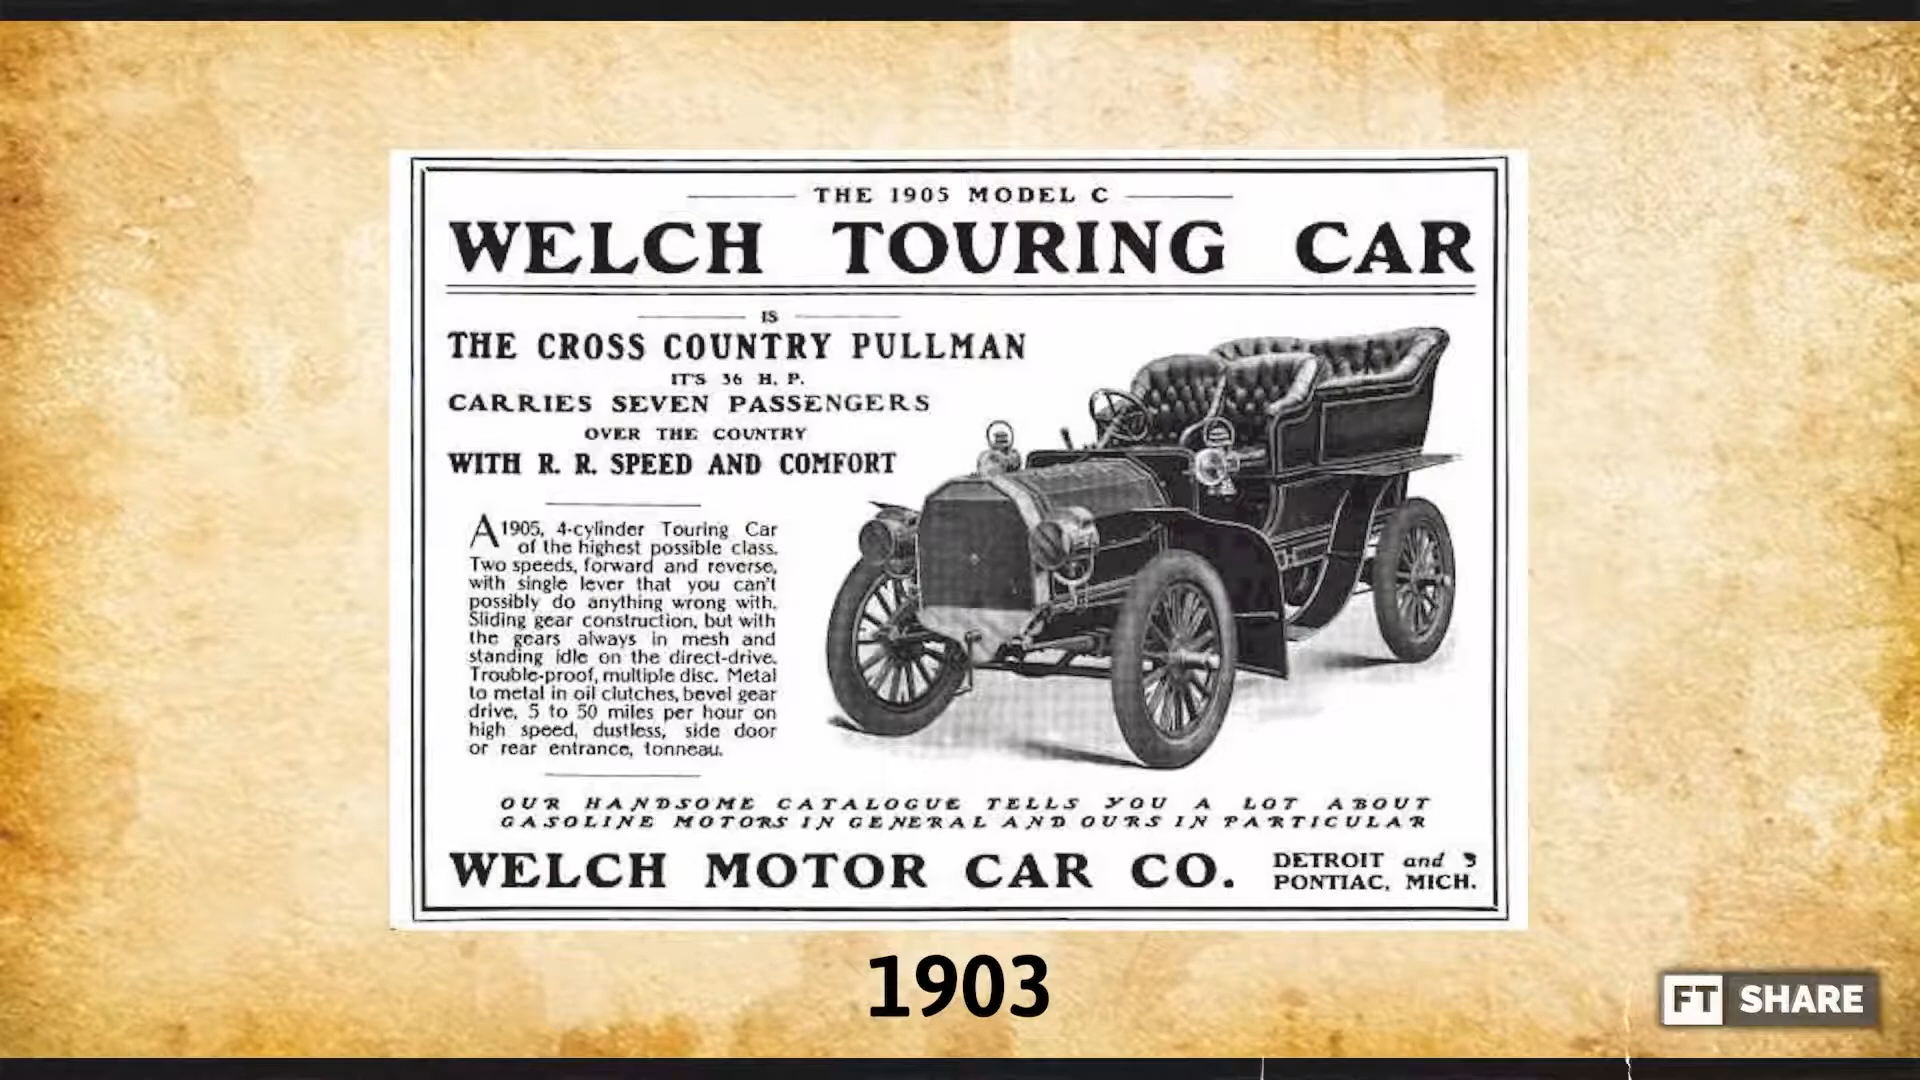 THE 1905 MODEL C
WELCH TOURING CAR
IS
THE CROSS COUNTRY PULLMAN
IT'S 36 H. P.
CARRIES SEVEN PASSENGERS
OVER THE COUNTRY
WITH R. R. SPEED AND COMFORT
A 1905, 4-cylinder Touring Car
of the highest possible class.
Two speeds, forward and reverse,
with single lever that you can't
possibly do anything wrong with.
Sliding gear construction, but with
the gears always in mesh and
standing idle on the direct-drive.
Trouble-proof, multiple disc. Metal
to metal in oil clutches, bevel gear
drive, 5 to 50 miles per hour on
high speed, dustless, side door
or rear entrance, tonneau.
OUR HANDSOME CATALOGUE TELLS YOU A LOT ABOUT
GASOLINE MOTORS IN GENERAL AND OURS IN PARTICULAR
WELCH MOTOR CAR CO.
DETROIT and
PONTIAC, MICH.
1903
FT SHARE